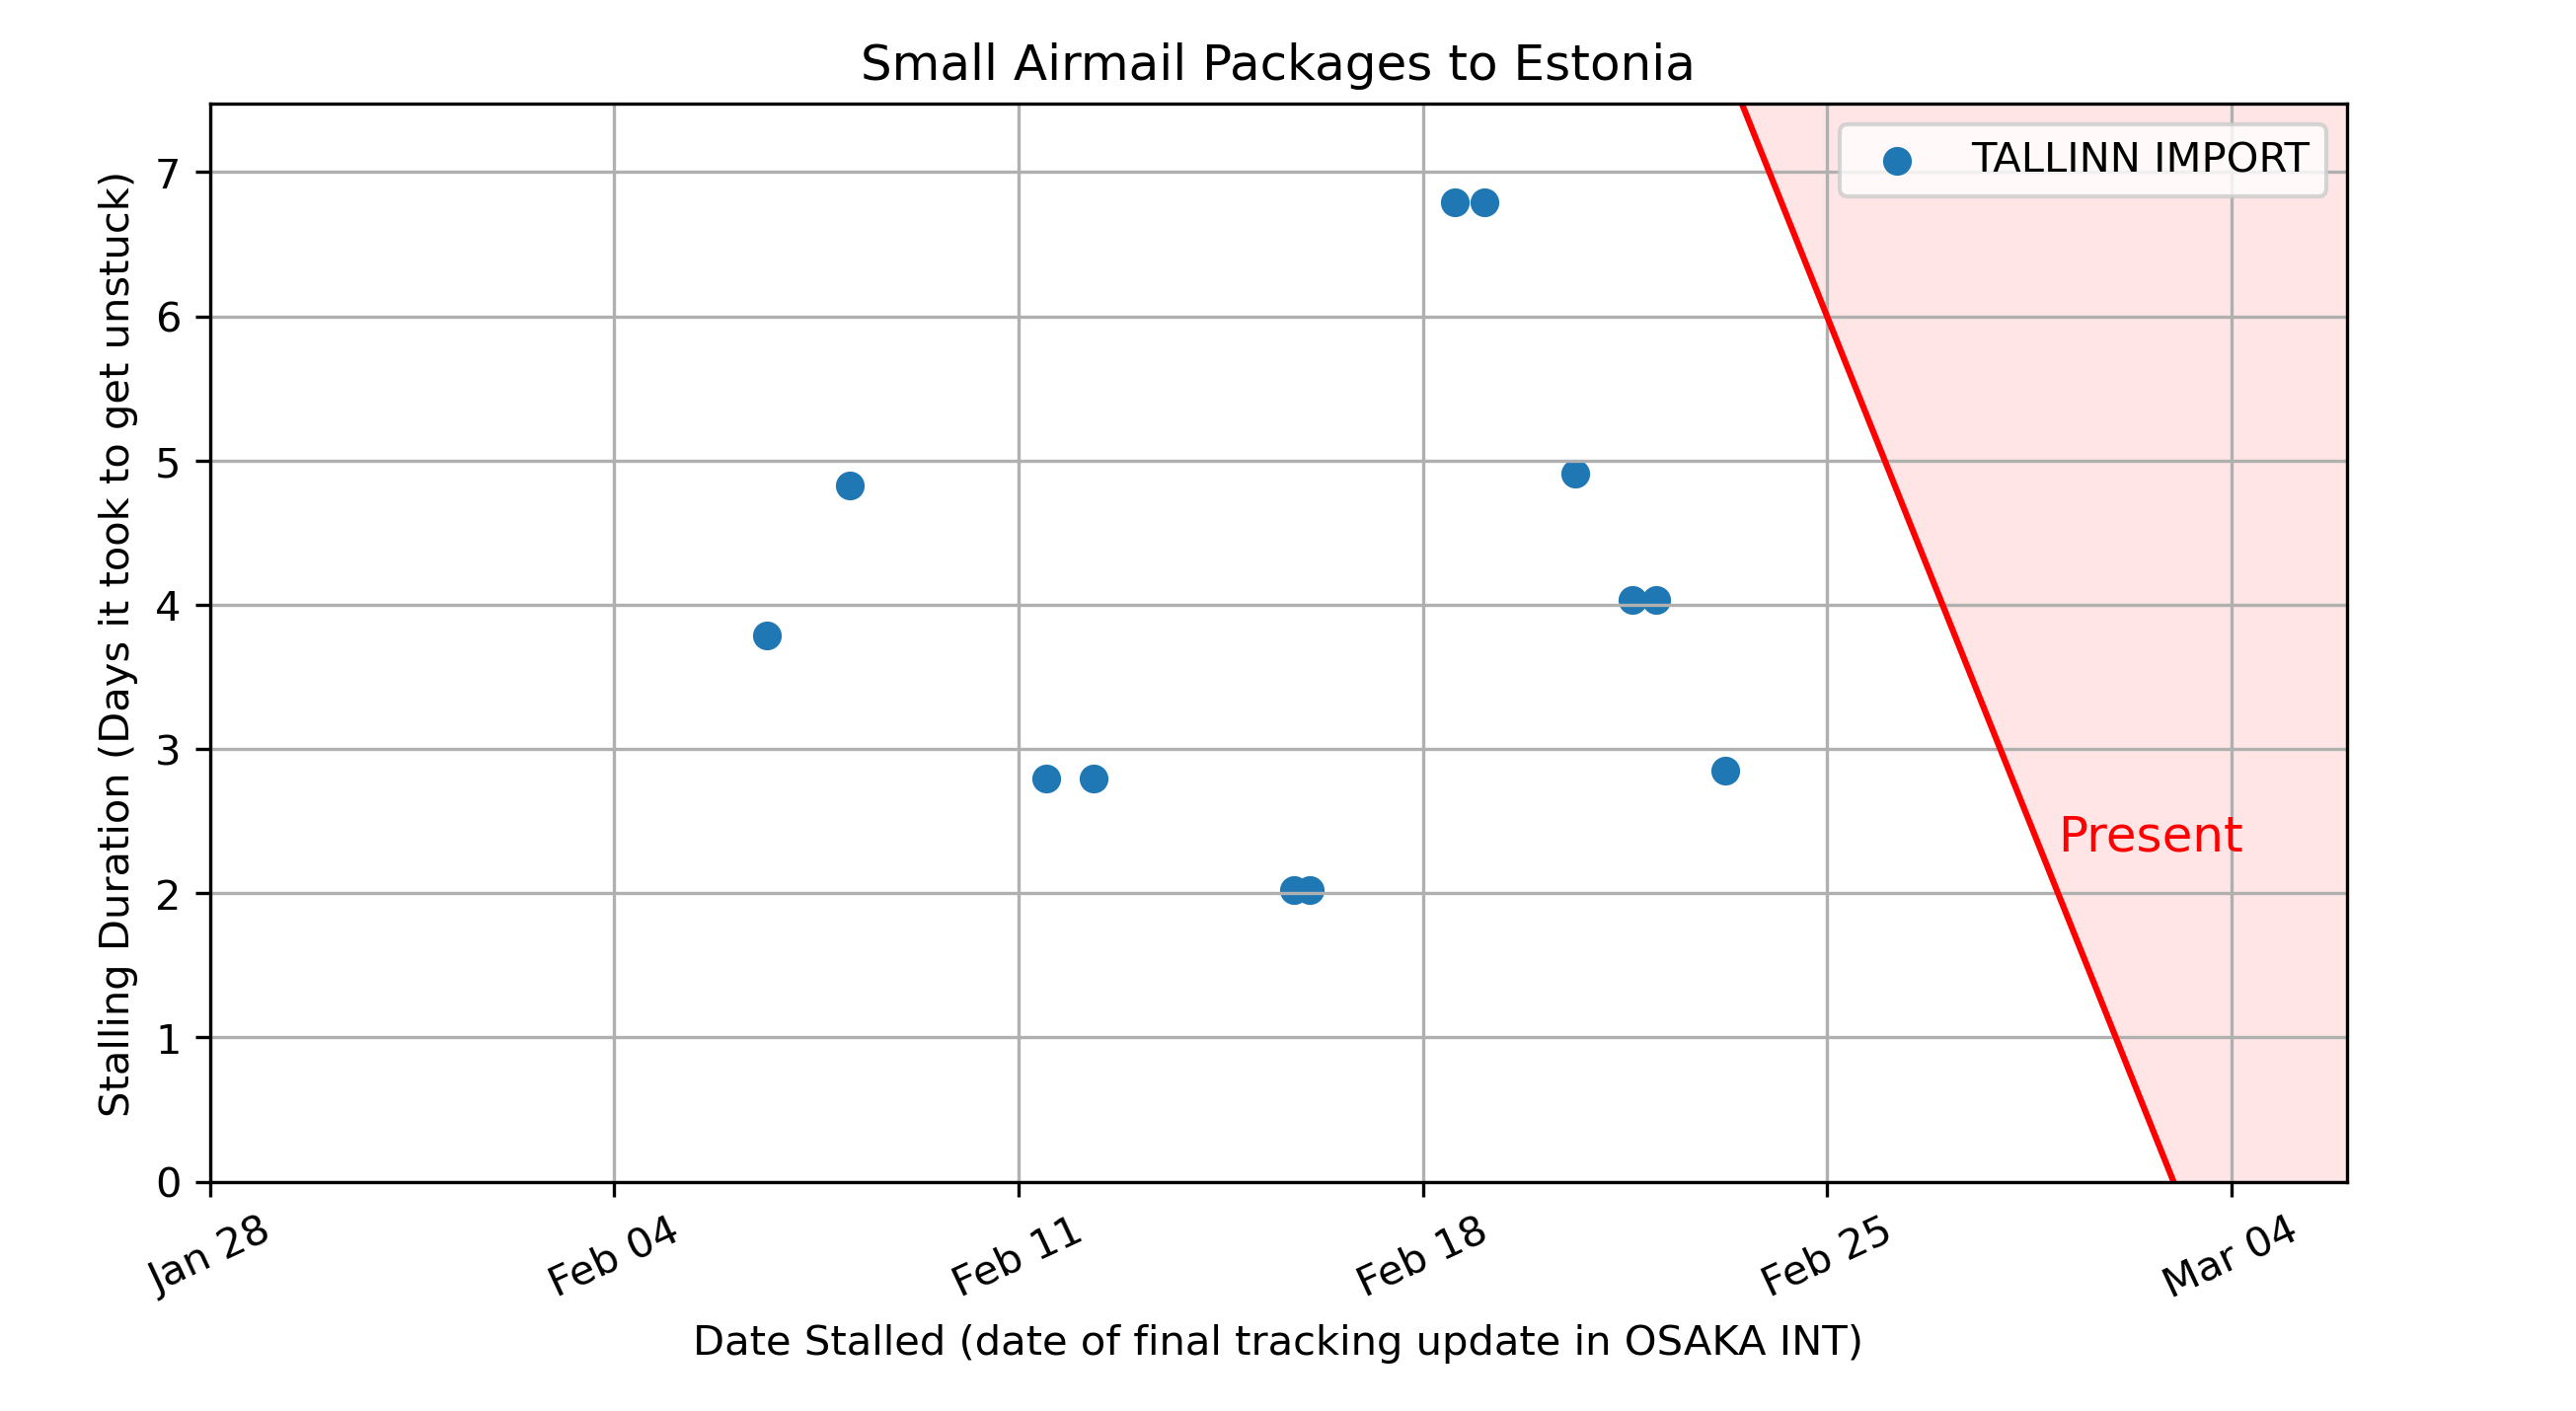 Small Airmail Packages to Estonia
TALLINN IMPORT
Stalling Duration (Days it took to get unstuck)
7
6
5
4
3
2
1
0
Present
Jan 28
Feb 04
Feb 11
Feb 18
Feb 25
Mar 04
Date Stalled (date of final tracking update in OSAKA INT)